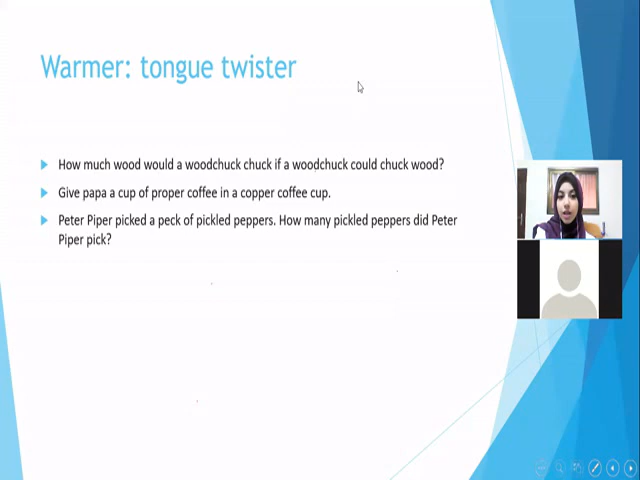 Warmer: tongue twister
How much wood would a woodchuck chuck if a woodchuck could chuck wood?
Give papa a cup of proper coffee in a copper coffee cup.
Peter Piper picked a peck of pickled peppers. How many pickled peppers did Peter
Piper pick?